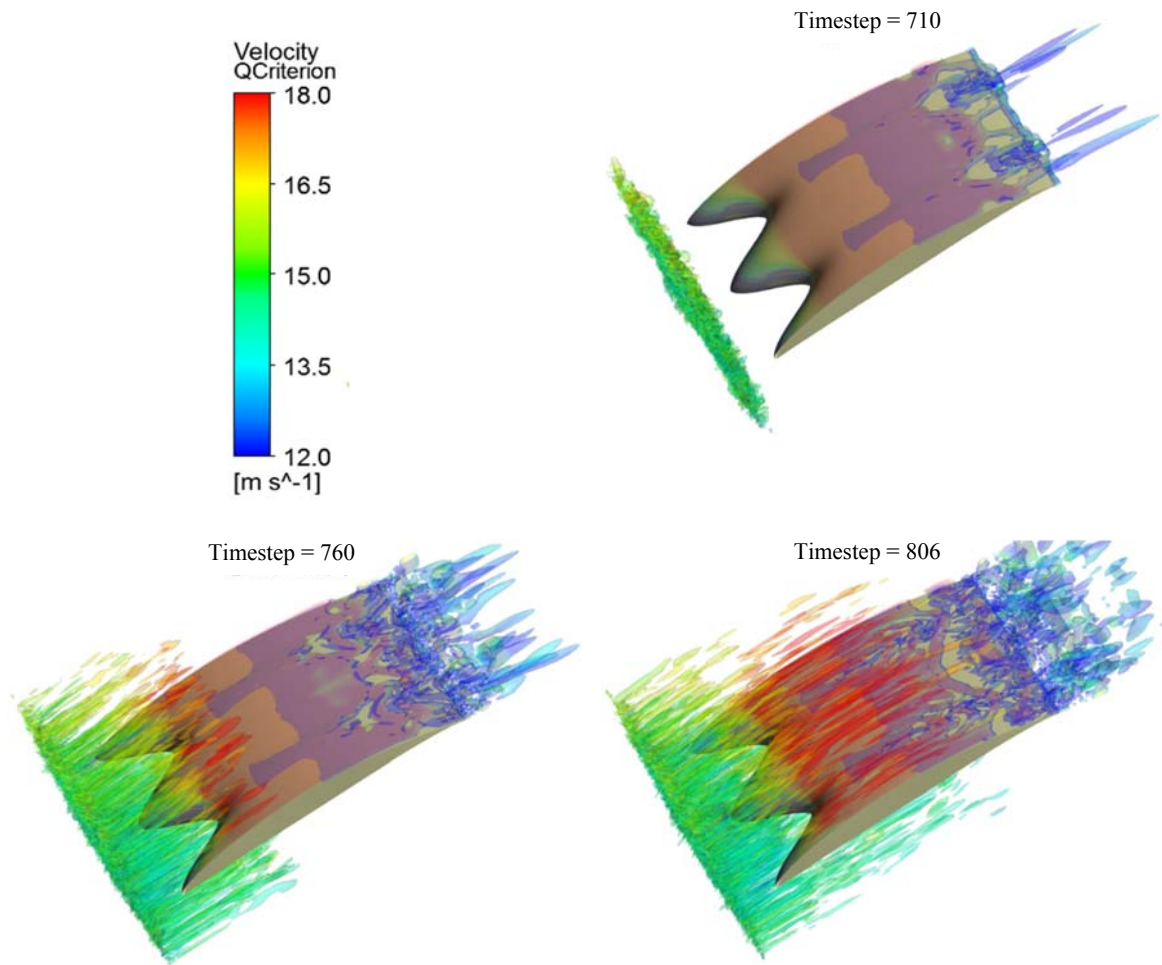 Timestep = 710
Velocity
QCriterion
18.0
16.5
15.0
13.5
12.0
[m s^-1]
Timestep = 760
Timestep = 806